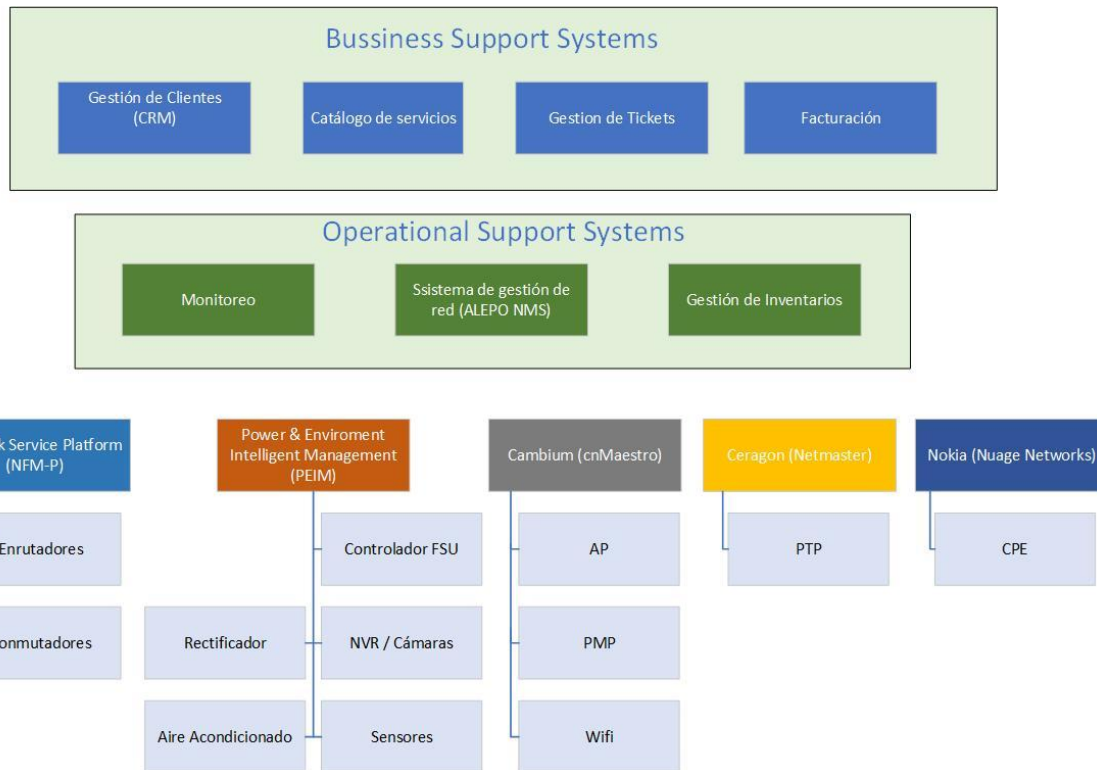 Bussiness Support Systems
Gestión de Clientes
(CRM)
Catálogo de servicios
Gestion de Tickets
Facturación
Operational Support Systems
Monitoreo
Ssistema de gestión de
red (ALEPO NMS)
Gestión de Inventarios
k Service Platform
(NFM-P)
Power & Enviroment
Intelligent Management
(PEIM)
Cambium (cnMaestro)
Ceragon (Netmaster)
Nokia (Nuage Networks)
Enrutadores
Controlador FSU
AP
PTP
CPE
onmutadores
Rectificador
NVR / Cámaras
PMP
Aire Acondicionado
Sensores
Wifi